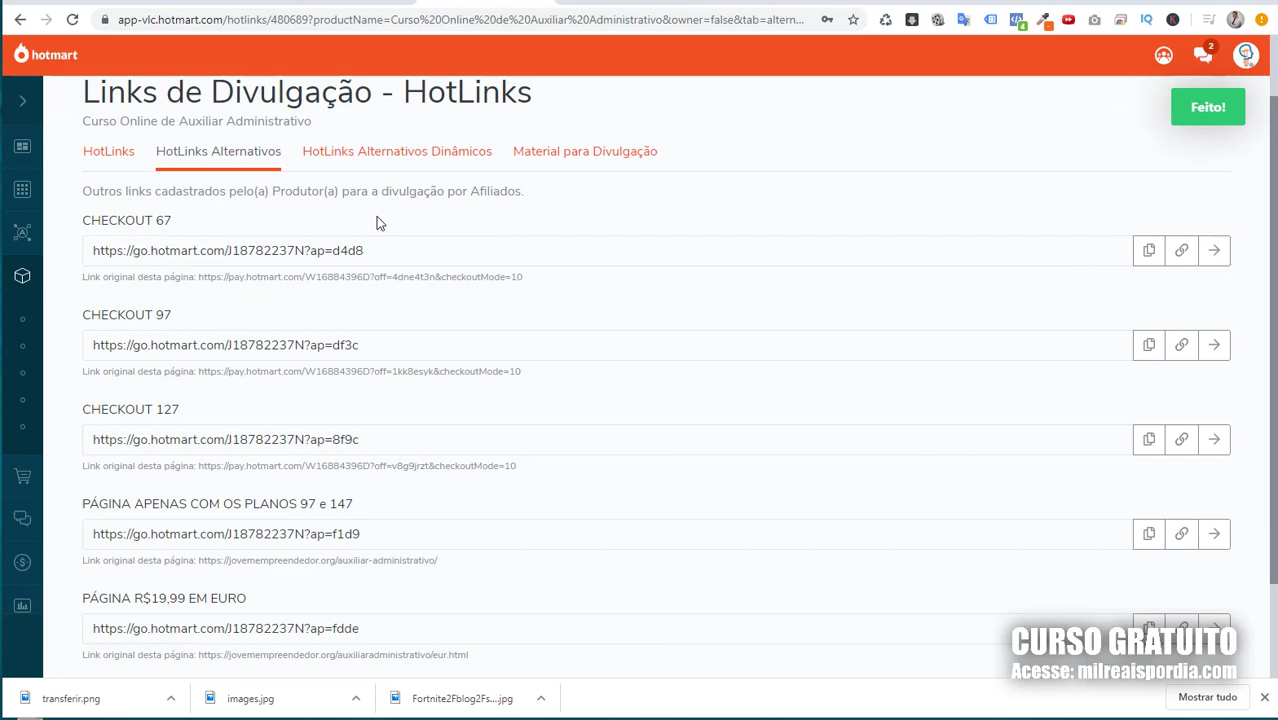 app-vlc.hotmart.com/hotlinks/480689?productName=Curso%20Online%20de%20Auxiliar%20Administrativo&owner=false&tab=altern...
4
hotmart
2
Links de Divulgação - HotLinks
Feito!
Curso Online de Auxiliar Administrativo
HotLinks HotLinks Alternativos HotLinks Alternativos Dinâmicos Material para Divulgação
Outros links cadastrados pelo(a) Produtor(a) para a divulgação por Afiliados.
CHECKOUT 67
https://go.hotmart.com/J18782237N?ap=d4d8
Link original desta página: https://pay.hotmart.com/W16884396D?off=4dne4t3n&checkoutMode=10
CHECKOUT 97
https://go.hotmart.com/J18782237N?ap=df3c
Link original desta página: https://pay.hotmart.com/W16884396D?off=1kk8esyk&checkoutMode=10
CHECKOUT 127
https://go.hotmart.com/J18782237N?ap=8f9c
Link original desta página: https://pay.hotmart.com/W16884396D?off=v8g9jrzt&checkoutMode=10
PÁGINA APENAS COM OS PLANOS 97 e 147
https://go.hotmart.com/J18782237N?ap=f1d9
Link original desta página: https://jovemempreendedor.org/auxiliar-administrativo/
PÁGINA R$19,99 EM EURO
https://go.hotmart.com/J18782237N?ap=fdde
Link original desta página: https://jovemempreendedor.org/auxiliaradministrativo/eur.html
CURSO GRATUITO
Acesse: milreaispordia.com
transferir.png images.jpg Fortnite2Fblog2Fs....jpg Mostrar tudo